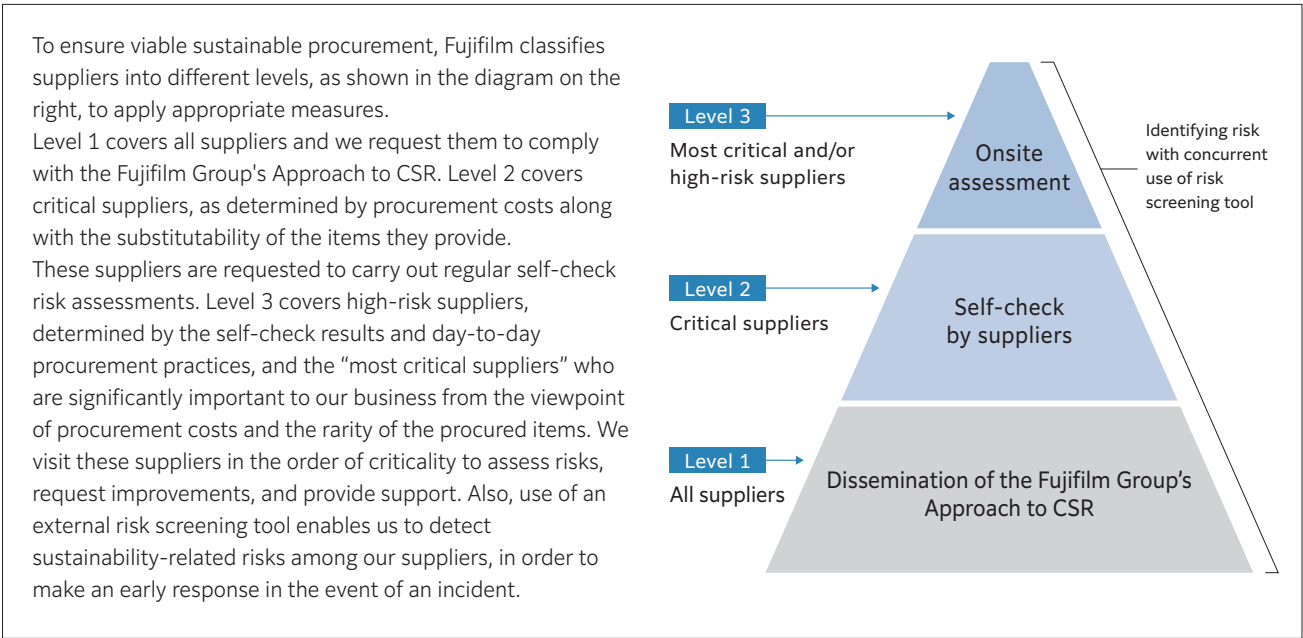 To ensure viable sustainable procurement, Fujifilm classifies
suppliers into different levels, as shown in the diagram on the
right, to apply appropriate measures.
Level 1 covers all suppliers and we request them to comply
with the Fujifilm Group's Approach to CSR. Level 2 covers
critical suppliers, as determined by procurement costs along
with the substitutability of the items they provide.
These suppliers are requested to carry out regular self-check
risk assessments. Level 3 covers high-risk suppliers,
determined by the self-check results and day-to-day
procurement practices, and the “most critical suppliers” who
are significantly important to our business from the viewpoint
of procurement costs and the rarity of the procured items. We
visit these suppliers in the order of criticality to assess risks,
request improvements, and provide support. Also, use of an
external risk screening tool enables us to detect
sustainability-related risks among our suppliers, in order to
make an early response in the event of an incident.
Level 3
Most critical and/or
high-risk suppliers
Onsite
assessment
Identifying risk
with concurrent
use of risk
screening tool
Level 2
Critical suppliers
Self-check
by suppliers
Level 1
All suppliers
Dissemination of the Fujifilm Group’s
Approach to CSR